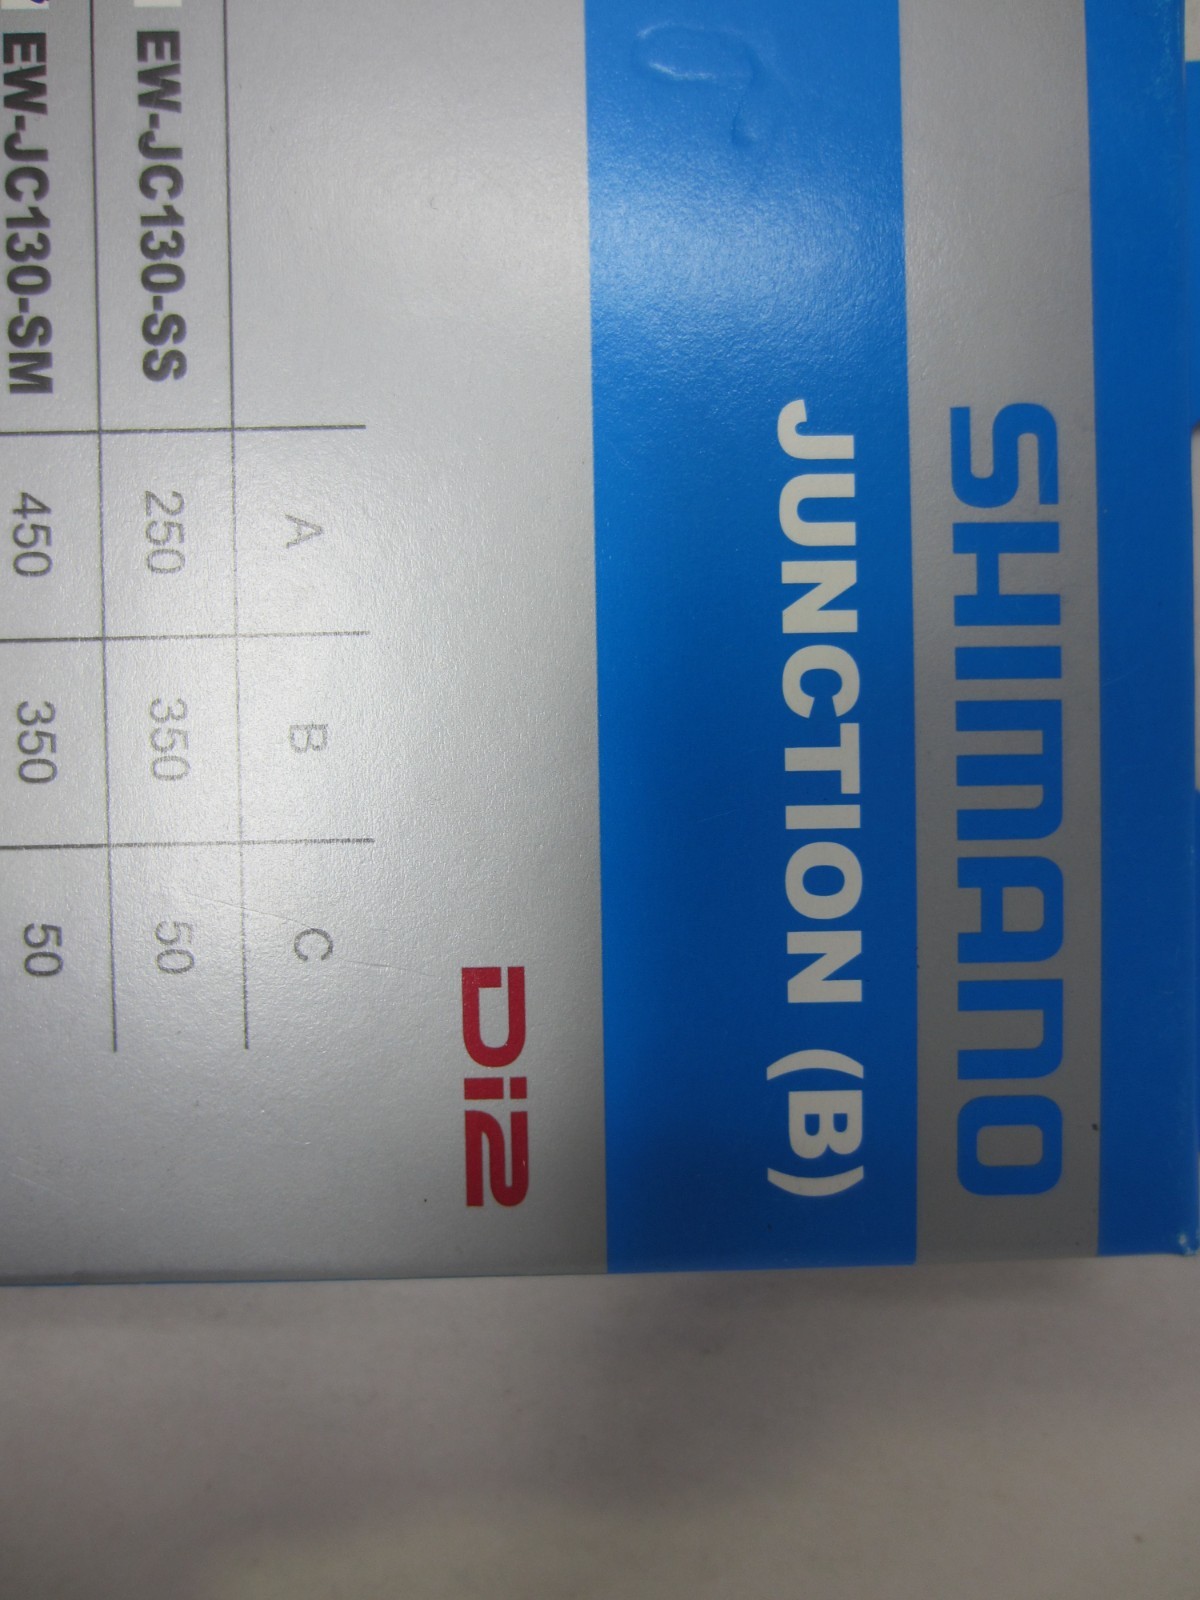 SHIMANO
JUNCTION (B)
Di2
A B C
EW-JC130-SS 250 350 50
EW-JC130-SM 450 350 50